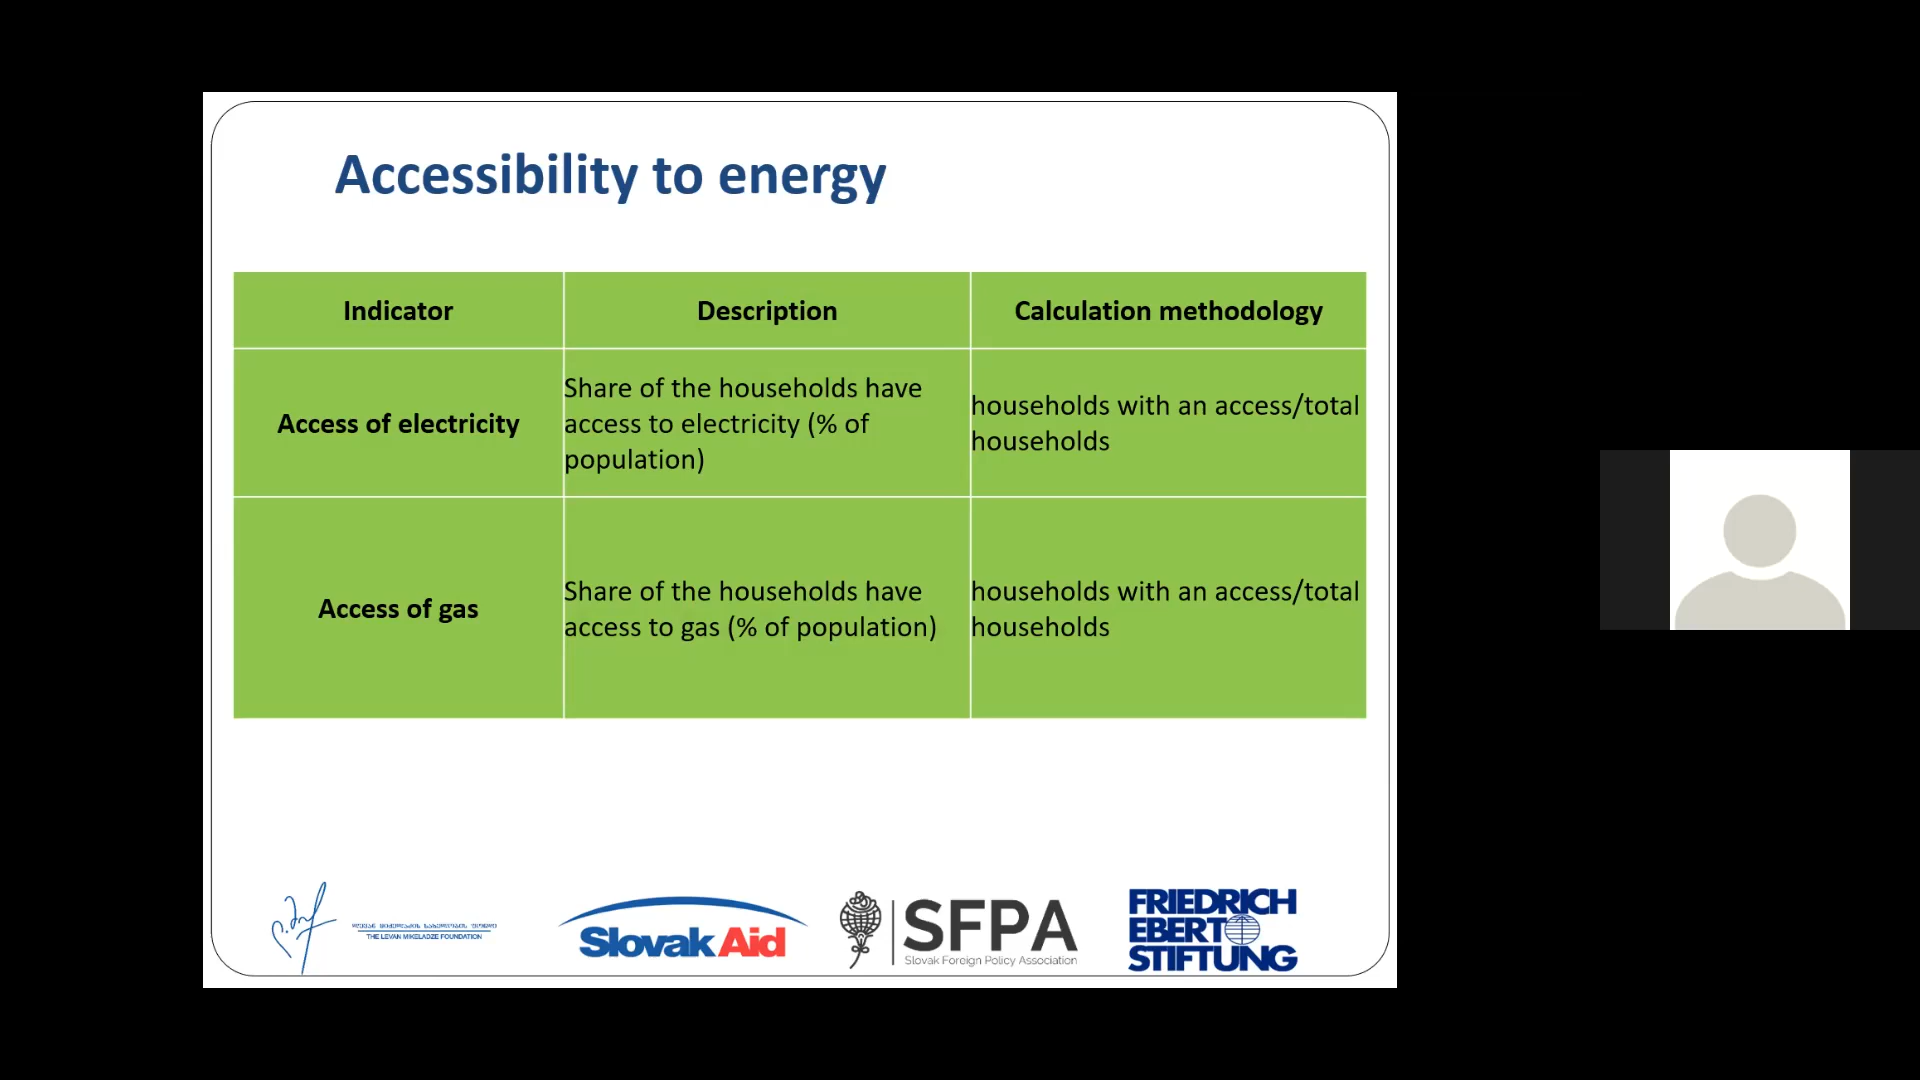 Accessibility to energy
Indicator
Description
Calculation methodology
Access of electricity
Share of the households have
access to electricity (% of
population)
households with an access/total
households
Access of gas
Share of the households have
access to gas (% of population)
households with an access/total
households
THE LEVAN MIKELADZE FOUNDATION
SlovakAid
SFPA
Slovak Foreign Policy Association
FRIEDRICH
EBERT
STIFTUNG